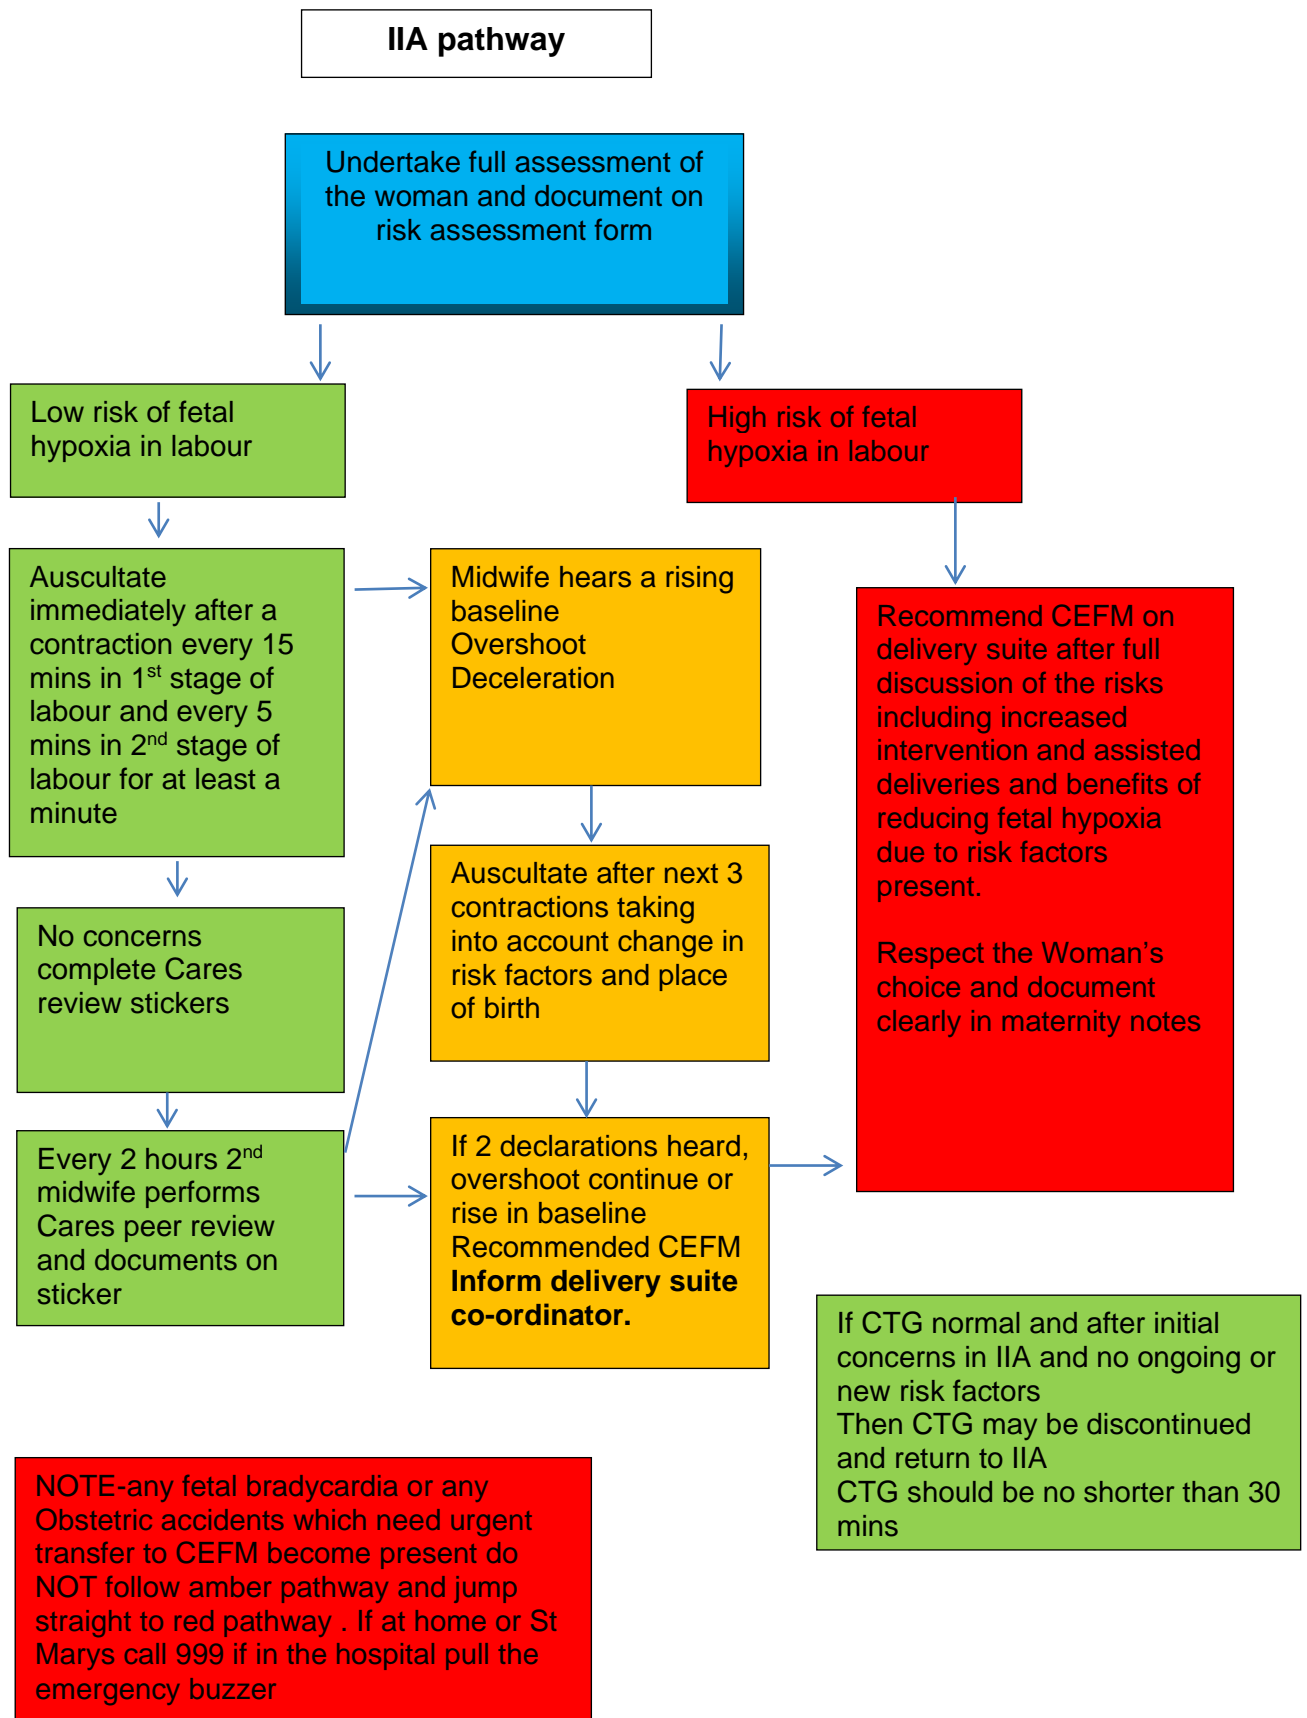 IIA pathway
Undertake full assessment of
the woman and document on
risk assessment form
Low risk of fetal
hypoxia in labour
High risk of fetal
hypoxia in labour
Auscultate
immediately after a
contraction every 15
mins in 1st stage of
labour and every 5
mins in 2nd stage of
labour for at least a
minute
Midwife hears a rising
baseline
Overshoot
Deceleration
Recommend CEFM on
delivery suite after full
discussion of the risks
including increased
intervention and assisted
deliveries and benefits of
reducing fetal hypoxia
due to risk factors
present.
Respect the Woman’s
choice and document
clearly in maternity notes
Auscultate after next 3
contractions taking
into account change in
risk factors and place
of birth
No concerns
complete Cares
review stickers
Every 2 hours 2nd
midwife performs
Cares peer review
and documents on
sticker
If 2 declarations heard,
overshoot continue or
rise in baseline
Recommended CEFM
Inform delivery suite
co-ordinator.
If CTG normal and after initial
concerns in IIA and no ongoing or
new risk factors
Then CTG may be discontinued
and return to IIA
CTG should be no shorter than 30
mins
NOTE-any fetal bradycardia or any
Obstetric accidents which need urgent
transfer to CEFM become present do
NOT follow amber pathway and jump
straight to red pathway . If at home or St
Marys call 999 if in the hospital pull the
emergency buzzer